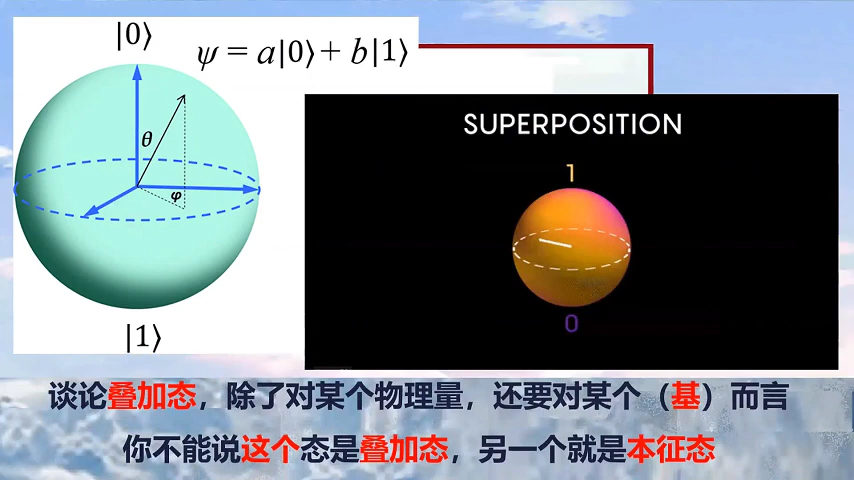 |0⟩
ψ = a|0⟩ + b|1⟩
θ
φ
|1⟩
SUPERPOSITION
1
0
谈论叠加态，除了对某个物理量，还要对某个（基）而言
你不能说这个态是叠加态，另一个就是本征态